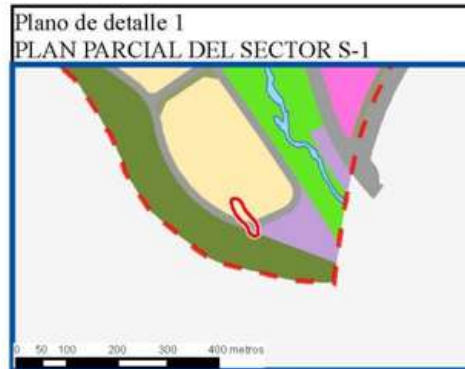 Plano de detalle 1
PLAN PARCIAL DEL SECTOR S-1
0 50 100 200 300 400 metros